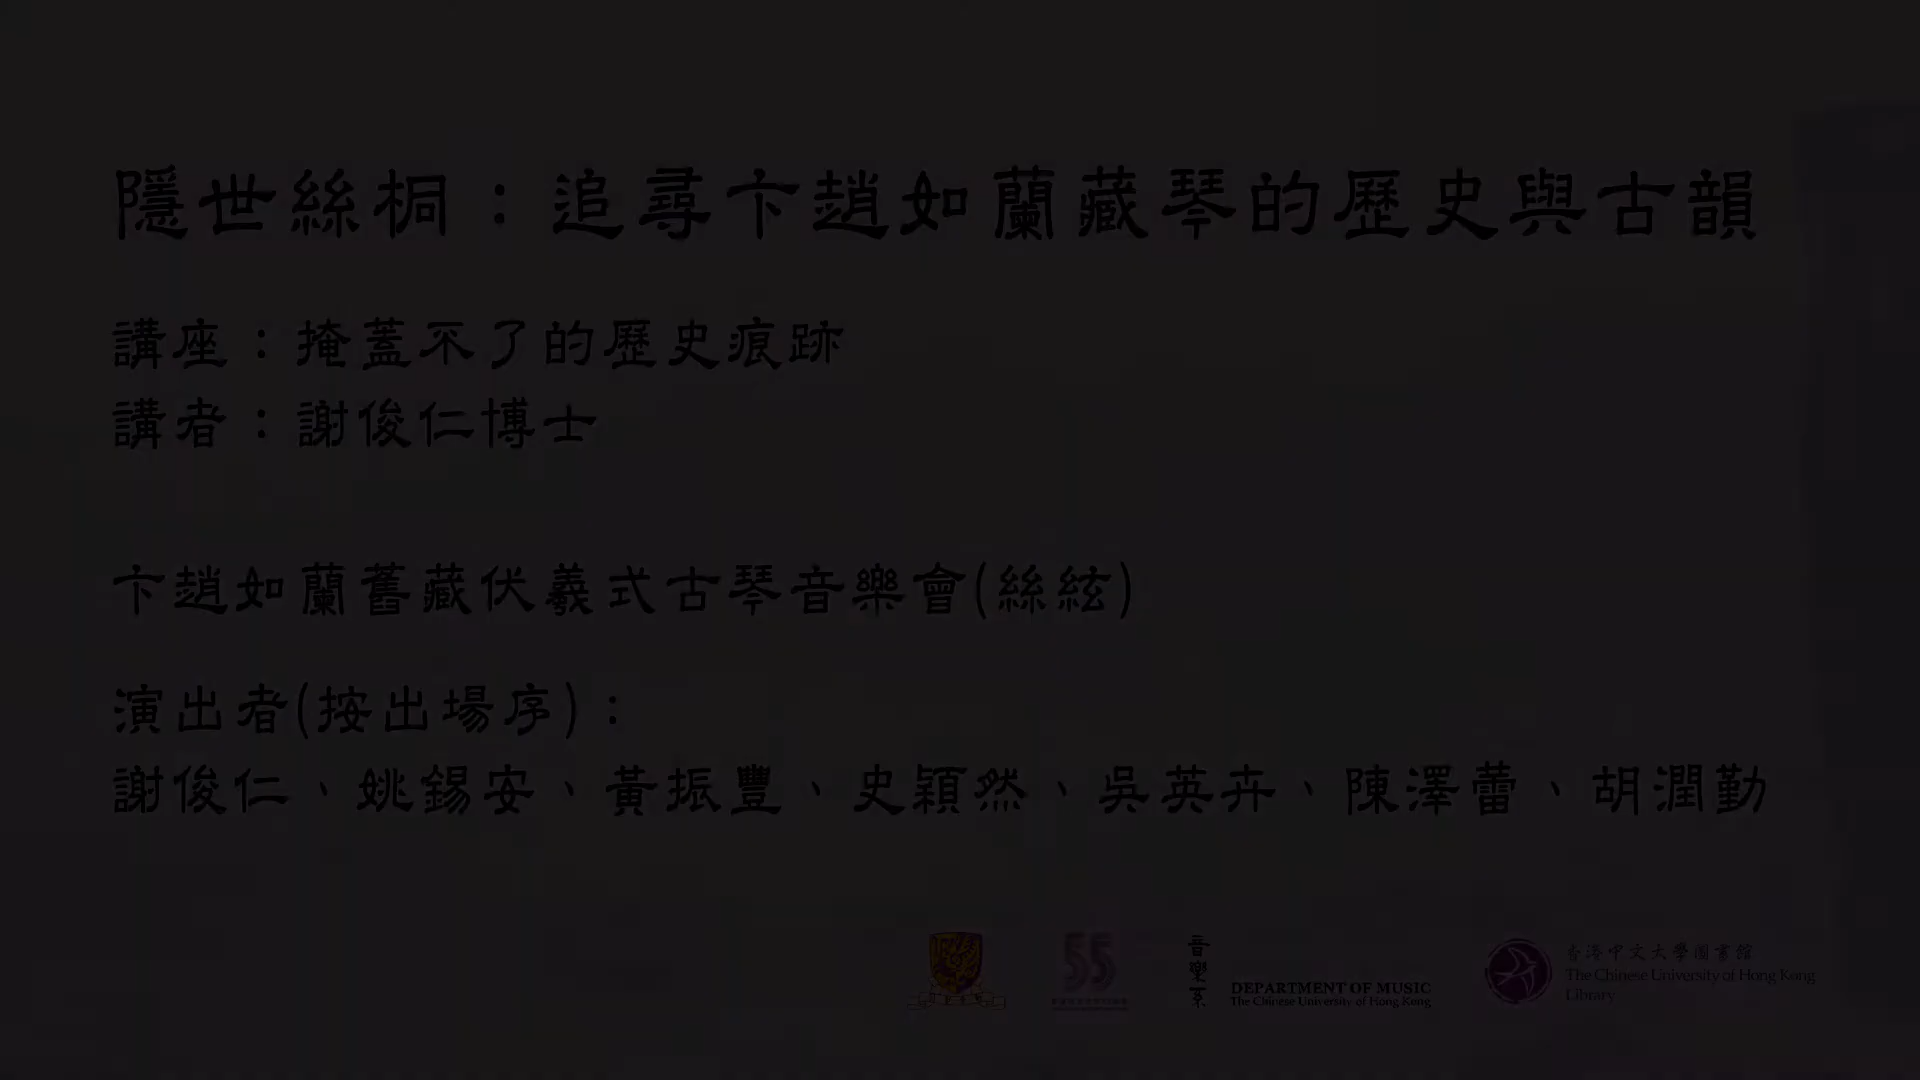 隱世絲桐：追尋卞趙如蘭藏琴的歷史與古韻
講座：掩蓋不了的歷史痕跡
講者：謝俊仁博士
卞趙如蘭舊藏伏羲式古琴音樂會(絲絃)
演出者(按出場序)：
謝俊仁、姚錫安、黃振豐、史穎然、吳英卉、陳澤蕾、胡潤勤
55
音樂系
DEPARTMENT OF MUSIC
The Chinese University of Hong Kong
香港中文大學圖書館
The Chinese University of Hong Kong
Library